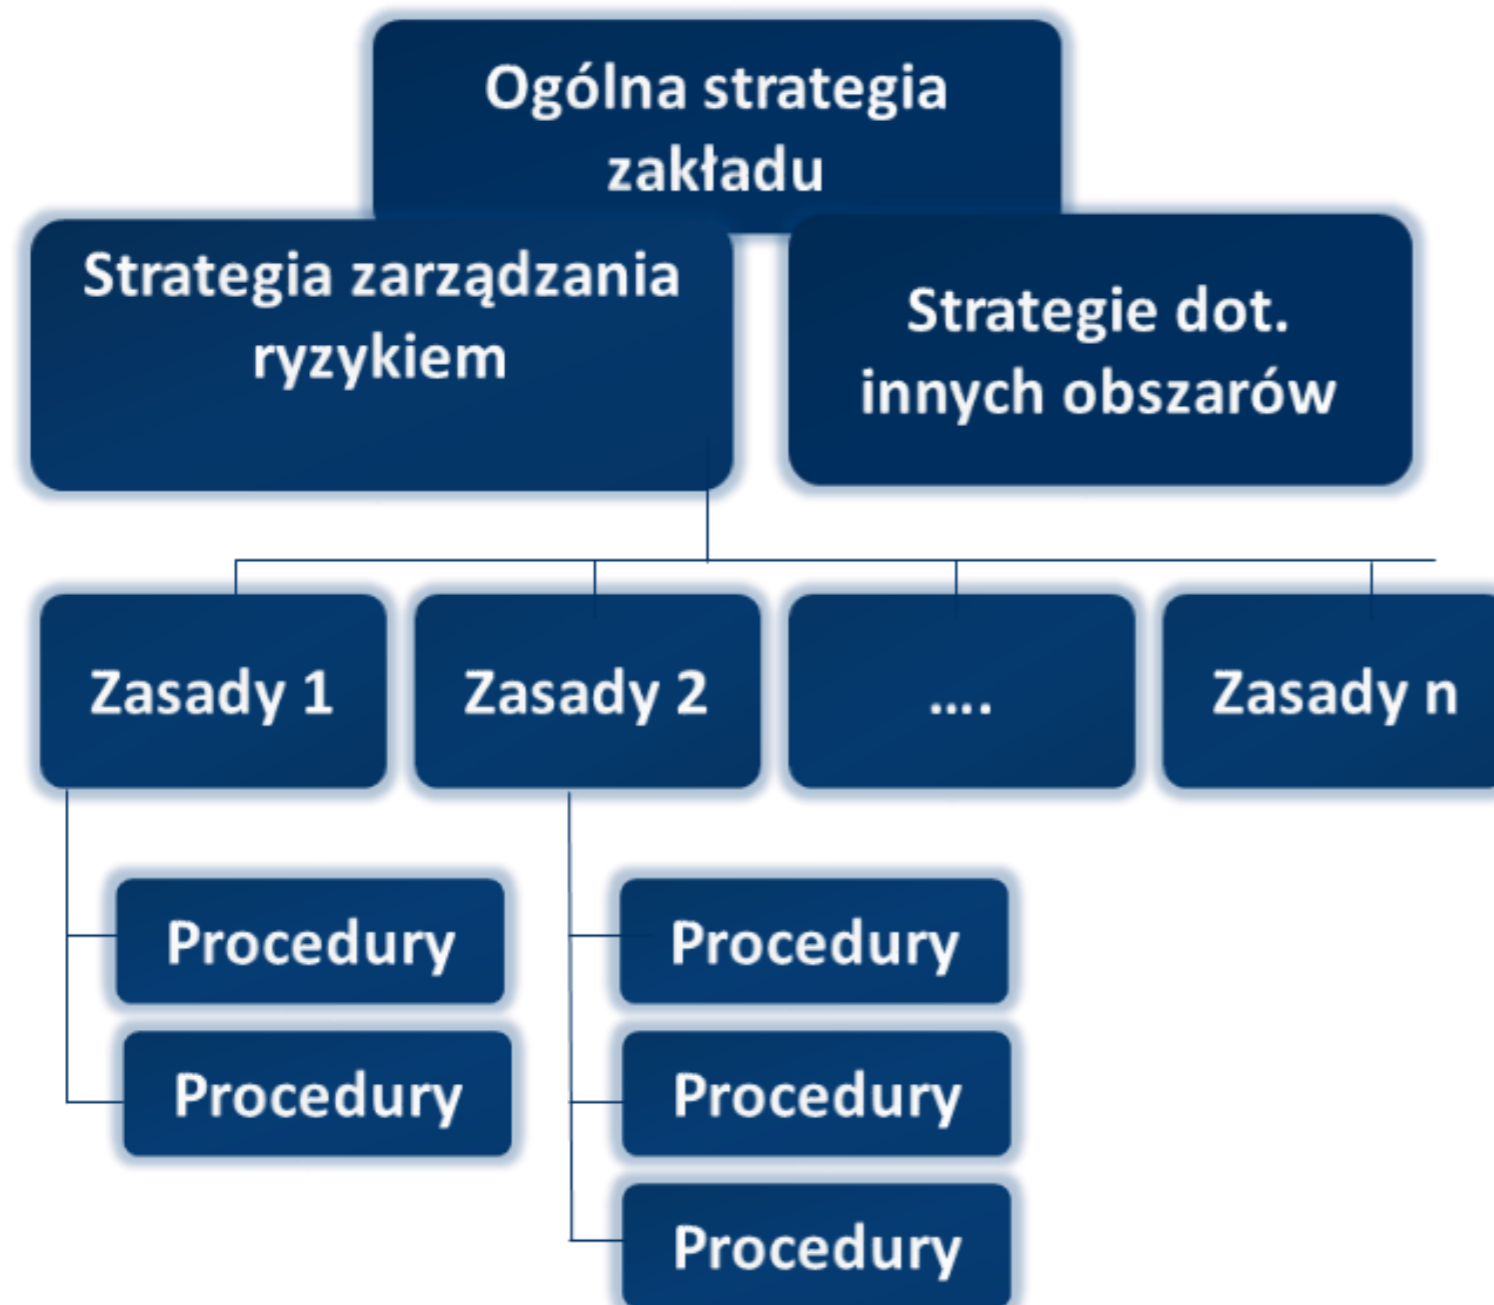 Ogólna strategia
zakładu
Strategia zarządzania
ryzykiem
Strategie dot.
innych obszarów
Zasady 1
Zasady 2
....
Zasady n
Procedury
Procedury
Procedury
Procedury
Procedury